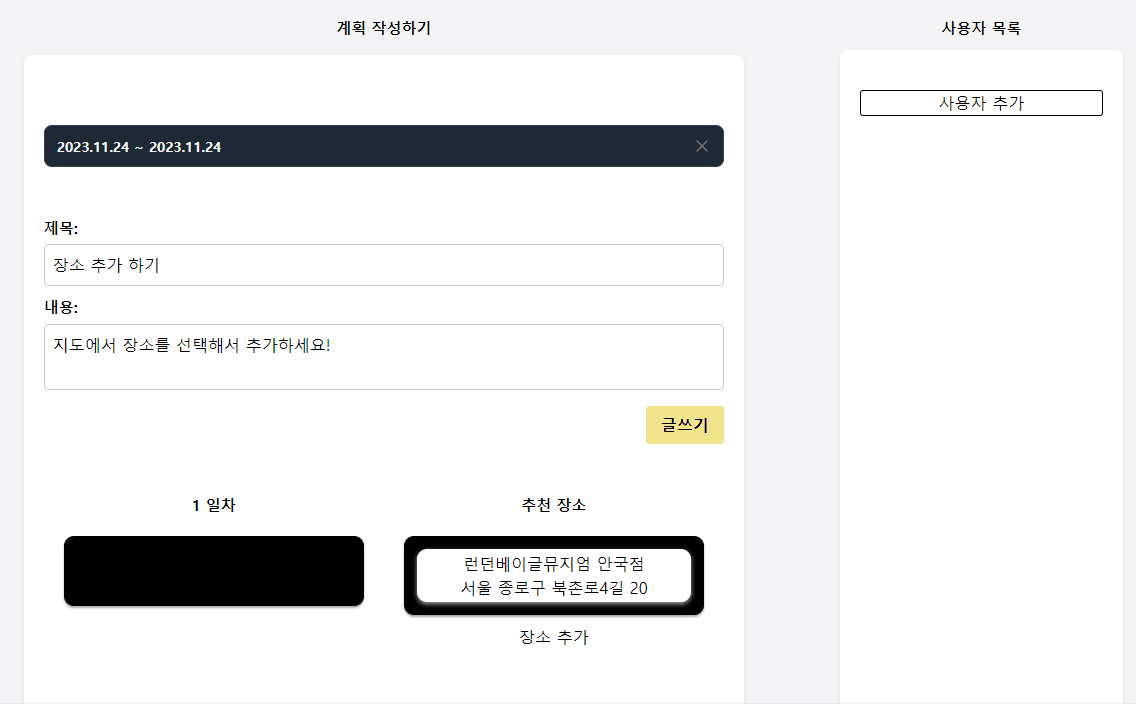 계획 작성하기
2023.11.24 ~ 2023.11.24
제목:
장소 추가 하기
내용:
지도에서 장소를 선택해서 추가하세요!
글쓰기
1 일차
추천 장소
런던베이글뮤지엄 안국점
서울 종로구 북촌로4길 20
장소 추가
사용자 목록
사용자 추가